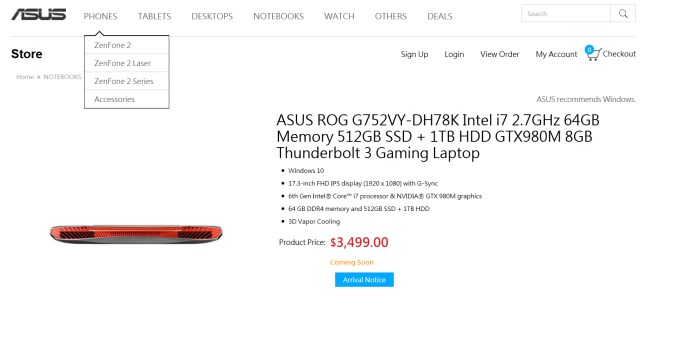 ASUS
PHONES TABLETS DESKTOPS NOTEBOOKS WATCH OTHERS DEALS
Search
ZenFone 2
ZenFone 2 Laser
ZenFone 2 Series
Accessories
Store
Sign Up Login View Order My Account 0 Checkout
Home > NOTEBOOKS
ASUS recommends Windows.
ASUS ROG G752VY-DH78K Intel i7 2.7GHz 64GB
Memory 512GB SSD + 1TB HDD GTX980M 8GB
Thunderbolt 3 Gaming Laptop
• Windows 10
• 17.3-inch FHD IPS display (1920 x 1080) with G-Sync
• 6th Gen Intel® Core™ i7 processor & NVIDIA® GTX 980M graphics
• 64 GB DDR4 memory and 512GB SSD + 1TB HDD
• 3D Vapor Cooling
Product Price: $3,499.00
Coming Soon
Arrival Notice